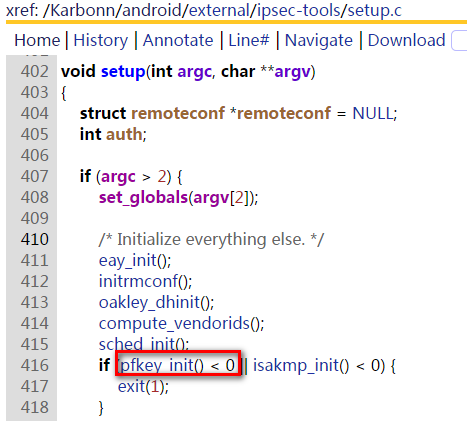 xref: /Karbonn/android/external/ipsec-tools/setup.c
Home | History | Annotate | Line# | Navigate | Download
402 void setup(int argc, char **argv)
403 {
404 struct remoteconf *remoteconf = NULL;
405 int auth;
406
407 if (argc > 2) {
408 set_globals(argv[2]);
409
410 /* Initialize everything else. */
411 eay_init();
412 initrmconf();
413 oakley_dhinit();
414 compute_vendorids();
415 sched_init();
416 if (pfkey_init() < 0 || isakmp_init() < 0) {
417 exit(1);
418 }